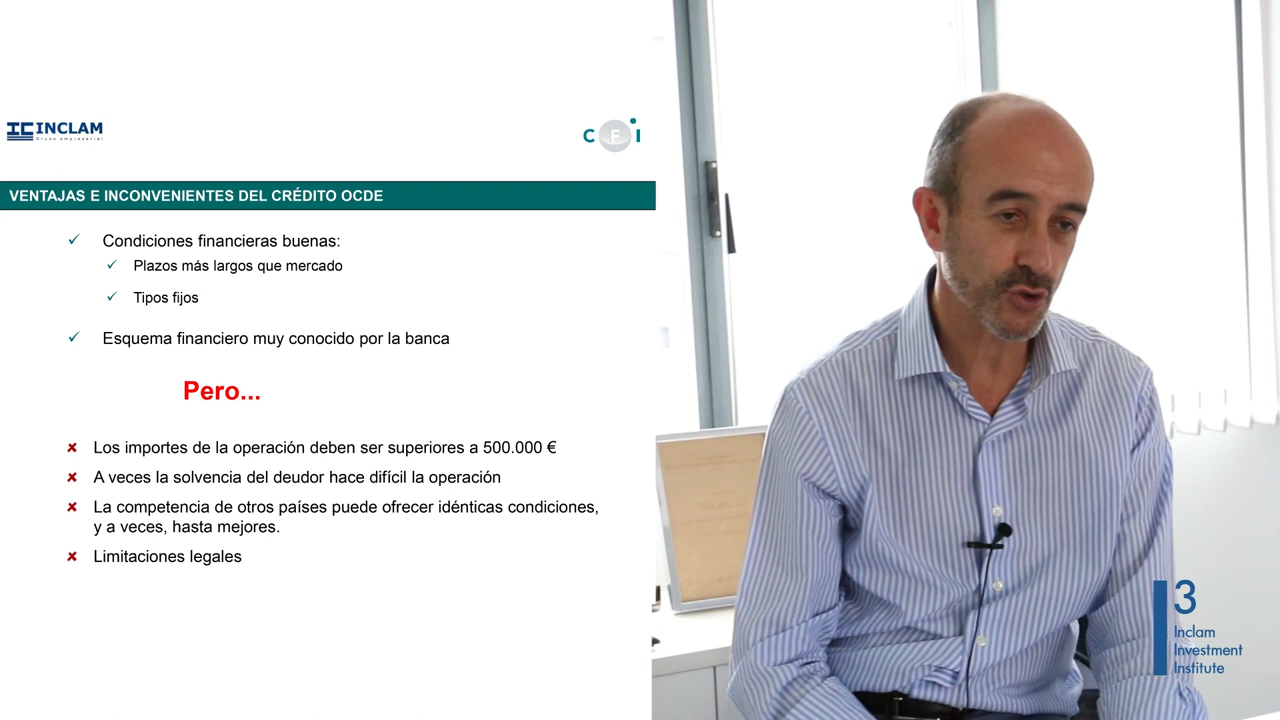 INCLAM
Grupo empresarial
CFi
VENTAJAS E INCONVENIENTES DEL CRÉDITO OCDE
Condiciones financieras buenas:
Plazos más largos que mercado
Tipos fijos
Esquema financiero muy conocido por la banca
Pero...
Los importes de la operación deben ser superiores a 500.000 €
A veces la solvencia del deudor hace difícil la operación
La competencia de otros países puede ofrecer idénticas condiciones,
y a veces, hasta mejores.
Limitaciones legales
I3
Inclam
Investment
Institute